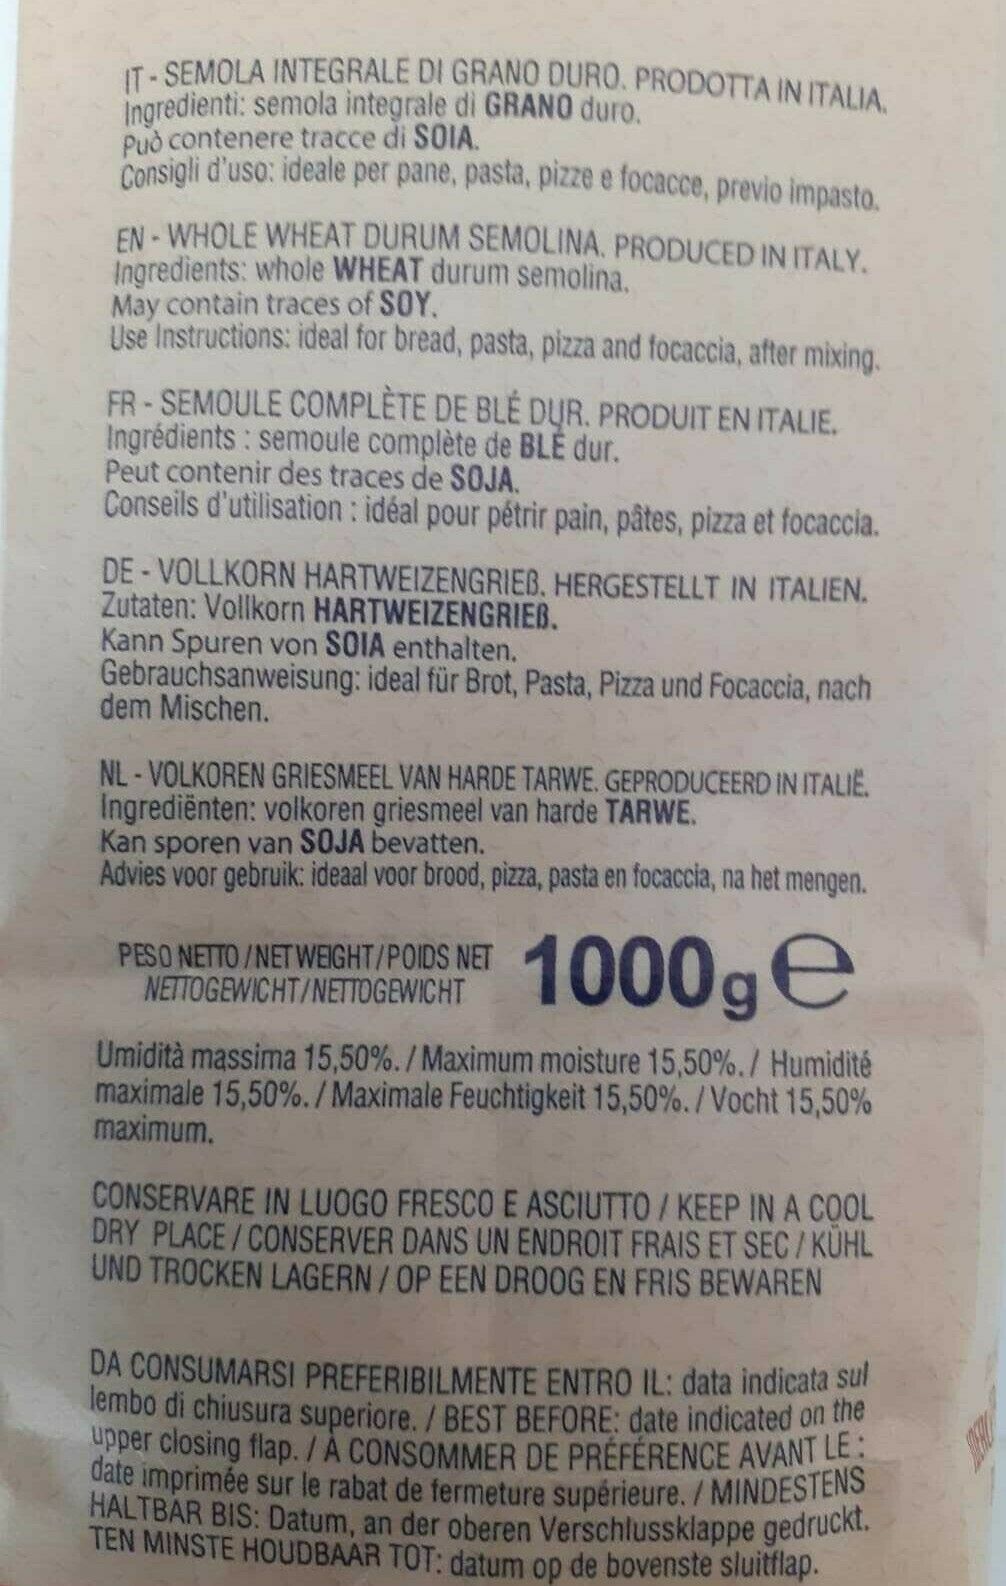 IT - SEMOLA INTEGRALE DI GRANO DURO. PRODOTTA IN ITALIA.
Ingredienti: semola integrale di GRANO duro.
Può contenere tracce di SOIA.
Consigli d'uso: ideale per pane, pasta, pizze e focacce, previo impasto.
EN - WHOLE WHEAT DURUM SEMOLINA. PRODUCED IN ITALY.
Ingredients: whole WHEAT durum semolina.
May contain traces of SOY.
Use Instructions: ideal for bread, pasta, pizza and focaccia, after mixing.
FR - SEMOULE COMPLÈTE DE BLÉ DUR. PRODUIT EN ITALIE.
Ingrédients : semoule complète de BLÉ dur.
Peut contenir des traces de SOJA.
Conseils d'utilisation : idéal pour pétrir pain, pâtes, pizza et focaccia.
DE - VOLLKORN HARTWEIZENGRIEß. HERGESTELLT IN ITALIEN.
Zutaten: Vollkorn HARTWEIZENGRIEß.
Kann Spuren von SOIA enthalten.
Gebrauchsanweisung: ideal für Brot, Pasta, Pizza und Focaccia, nach
dem Mischen.
NL - VOLKOREN GRIESMEEL VAN HARDE TARWE. GEPRODUCEERD IN ITALIË.
Ingrediënten: volkoren griesmeel van harde TARWE.
Kan sporen van SOJA bevatten.
Advies voor gebruik: ideaal voor brood, pizza, pasta en focaccia, na het mengen.
PESO NETTO / NET WEIGHT / POIDS NET
NETTOGEWICHT / NETTOGEWICHT
1000g e
Umidità massima 15,50%. / Maximum moisture 15,50%. / Humidité
maximale 15,50%. / Maximale Feuchtigkeit 15,50%. / Vocht 15,50%
maximum.
CONSERVARE IN LUOGO FRESCO E ASCIUTTO / KEEP IN A COOL
DRY PLACE / CONSERVER DANS UN ENDROIT FRAIS ET SEC / KÜHL
UND TROCKEN LAGERN / OP EEN DROOG EN FRIS BEWAREN
DA CONSUMARSI PREFERIBILMENTE ENTRO IL: data indicata sul
lembo di chiusura superiore. / BEST BEFORE: date indicated on the
upper closing flap. / À CONSOMMER DE PRÉFÉRENCE AVANT LE :
date imprimée sur le rabat de fermeture supérieure. / MINDESTENS
HALTBAR BIS: Datum, an der oberen Verschlussklappe gedruckt.
TEN MINSTE HOUDBAAR TOT: datum op de bovenste sluitflap.